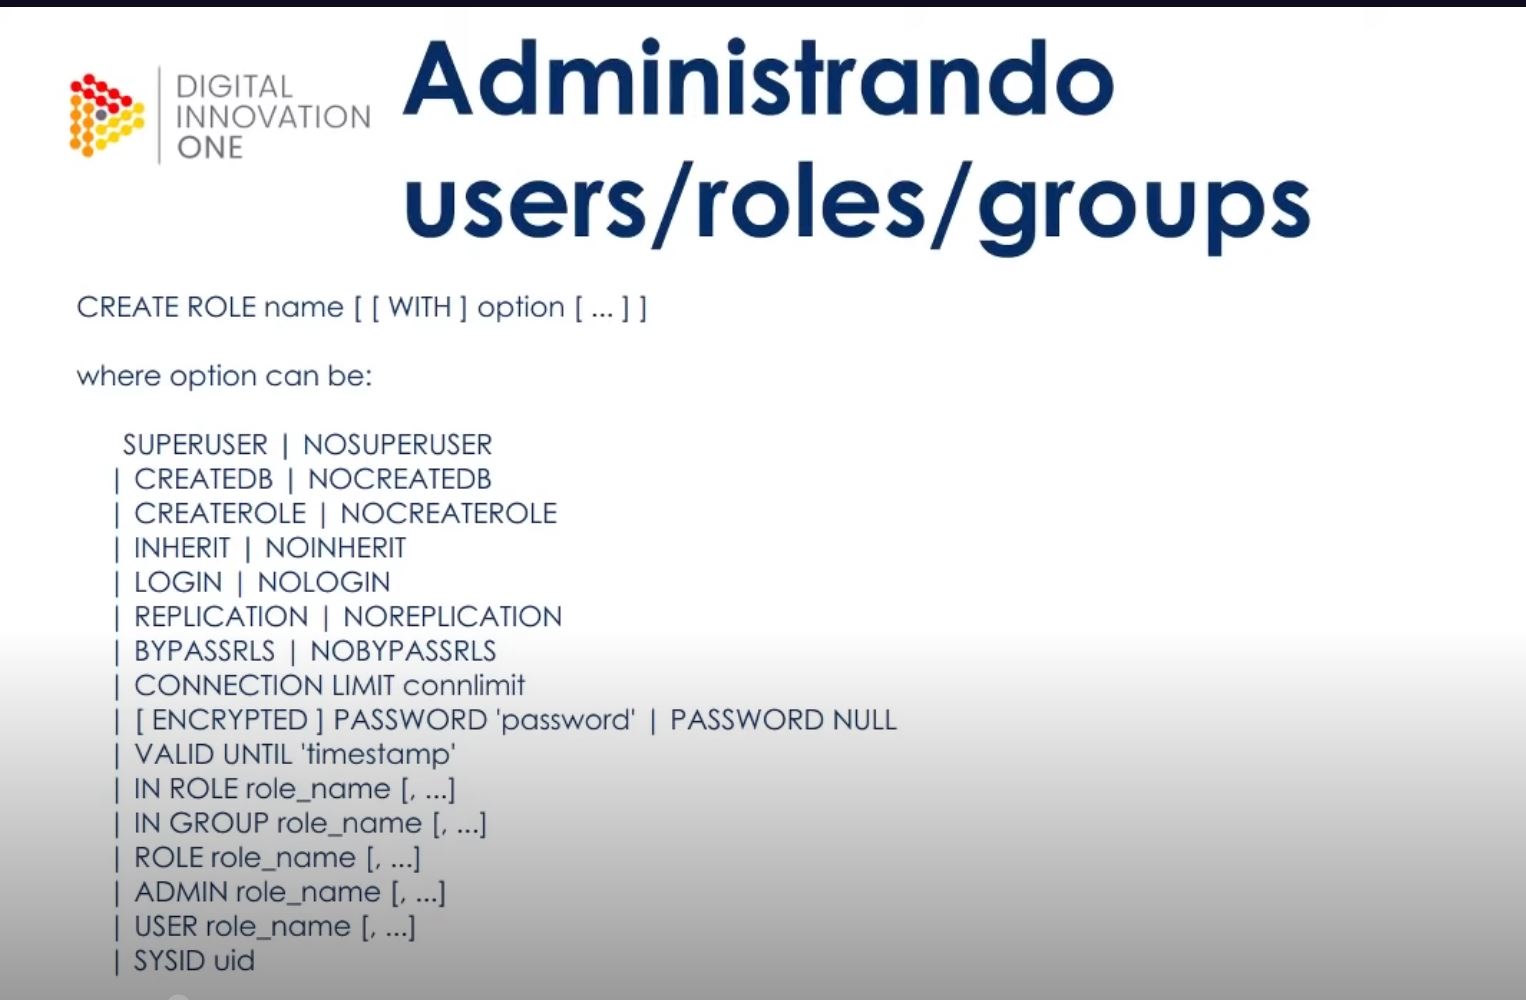 DIGITAL
INNOVATION
ONE
Administrando
users/roles/groups
CREATE ROLE name [ [ WITH ] option [ ... ] ]
where option can be:
SUPERUSER | NOSUPERUSER
| CREATEDB | NOCREATEDB
| CREATEROLE | NOCREATEROLE
| INHERIT | NOINHERIT
| LOGIN | NOLOGIN
| REPLICATION | NOREPLICATION
| BYPASSRLS | NOBYPASSRLS
| CONNECTION LIMIT connlimit
| [ ENCRYPTED ] PASSWORD 'password' | PASSWORD NULL
| VALID UNTIL 'timestamp'
| IN ROLE role_name [, ...]
| IN GROUP role_name [, ...]
| ROLE role_name [, ...]
| ADMIN role_name [, ...]
| USER role_name [, ...]
| SYSID uid